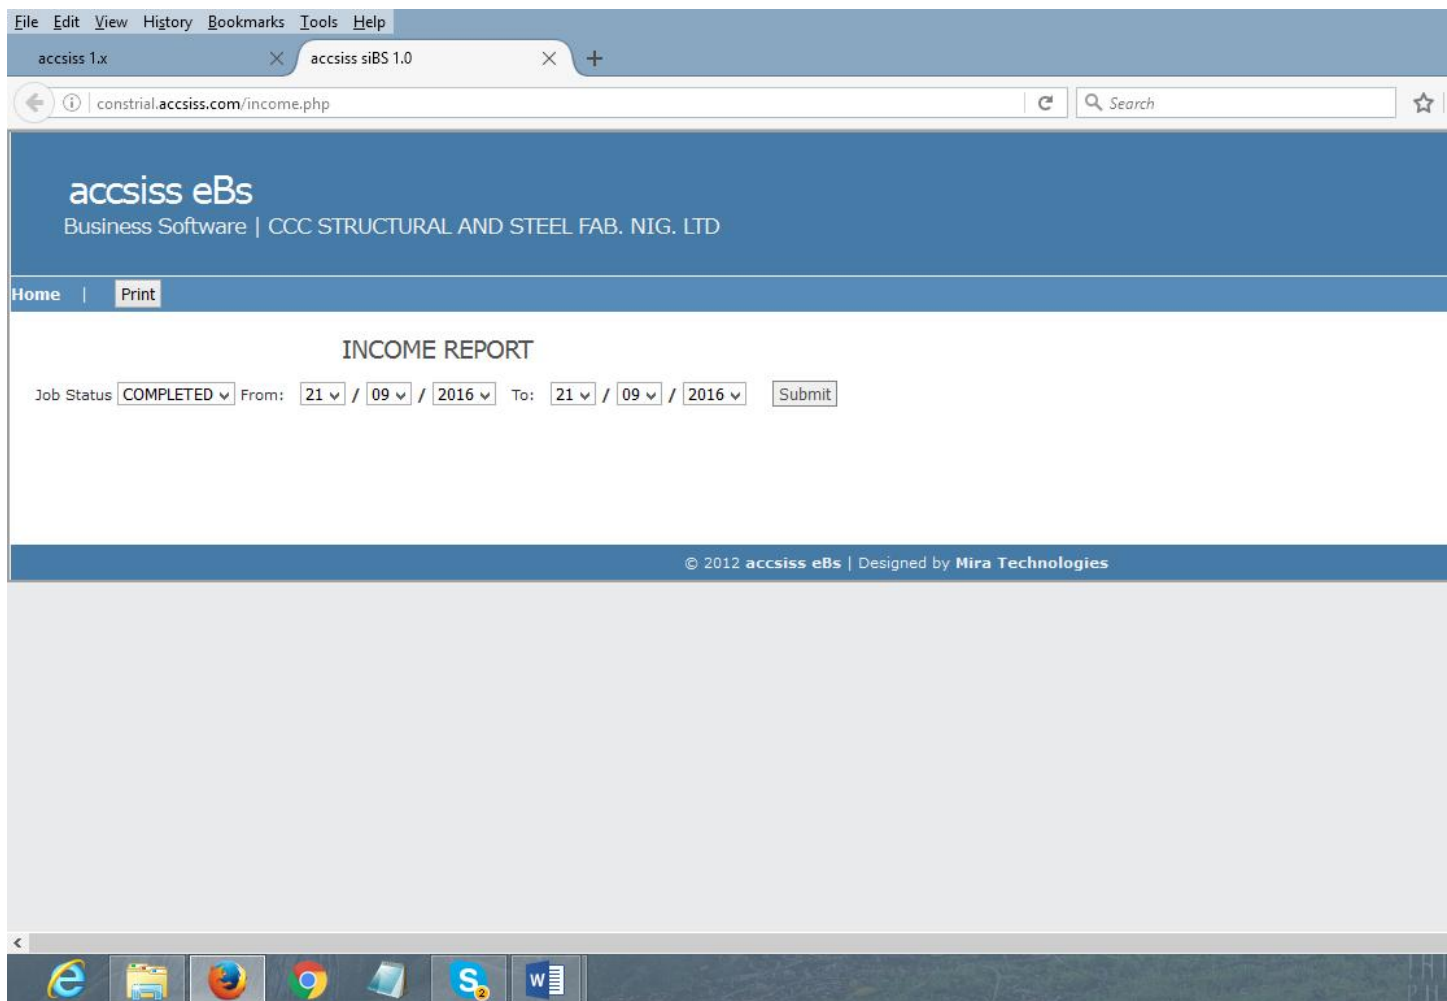 File Edit View History Bookmarks Tools Help
accsiss 1.x accsiss siBS 1.0
constrial.accsiss.com/income.php Search
accsiss eBs
Business Software | CCC STRUCTURAL AND STEEL FAB. NIG. LTD
Home | Print
INCOME REPORT
Job Status COMPLETED From: 21 / 09 / 2016 To: 21 / 09 / 2016 Submit
© 2012 accsiss eBs | Designed by Mira Technologies
S 2 W